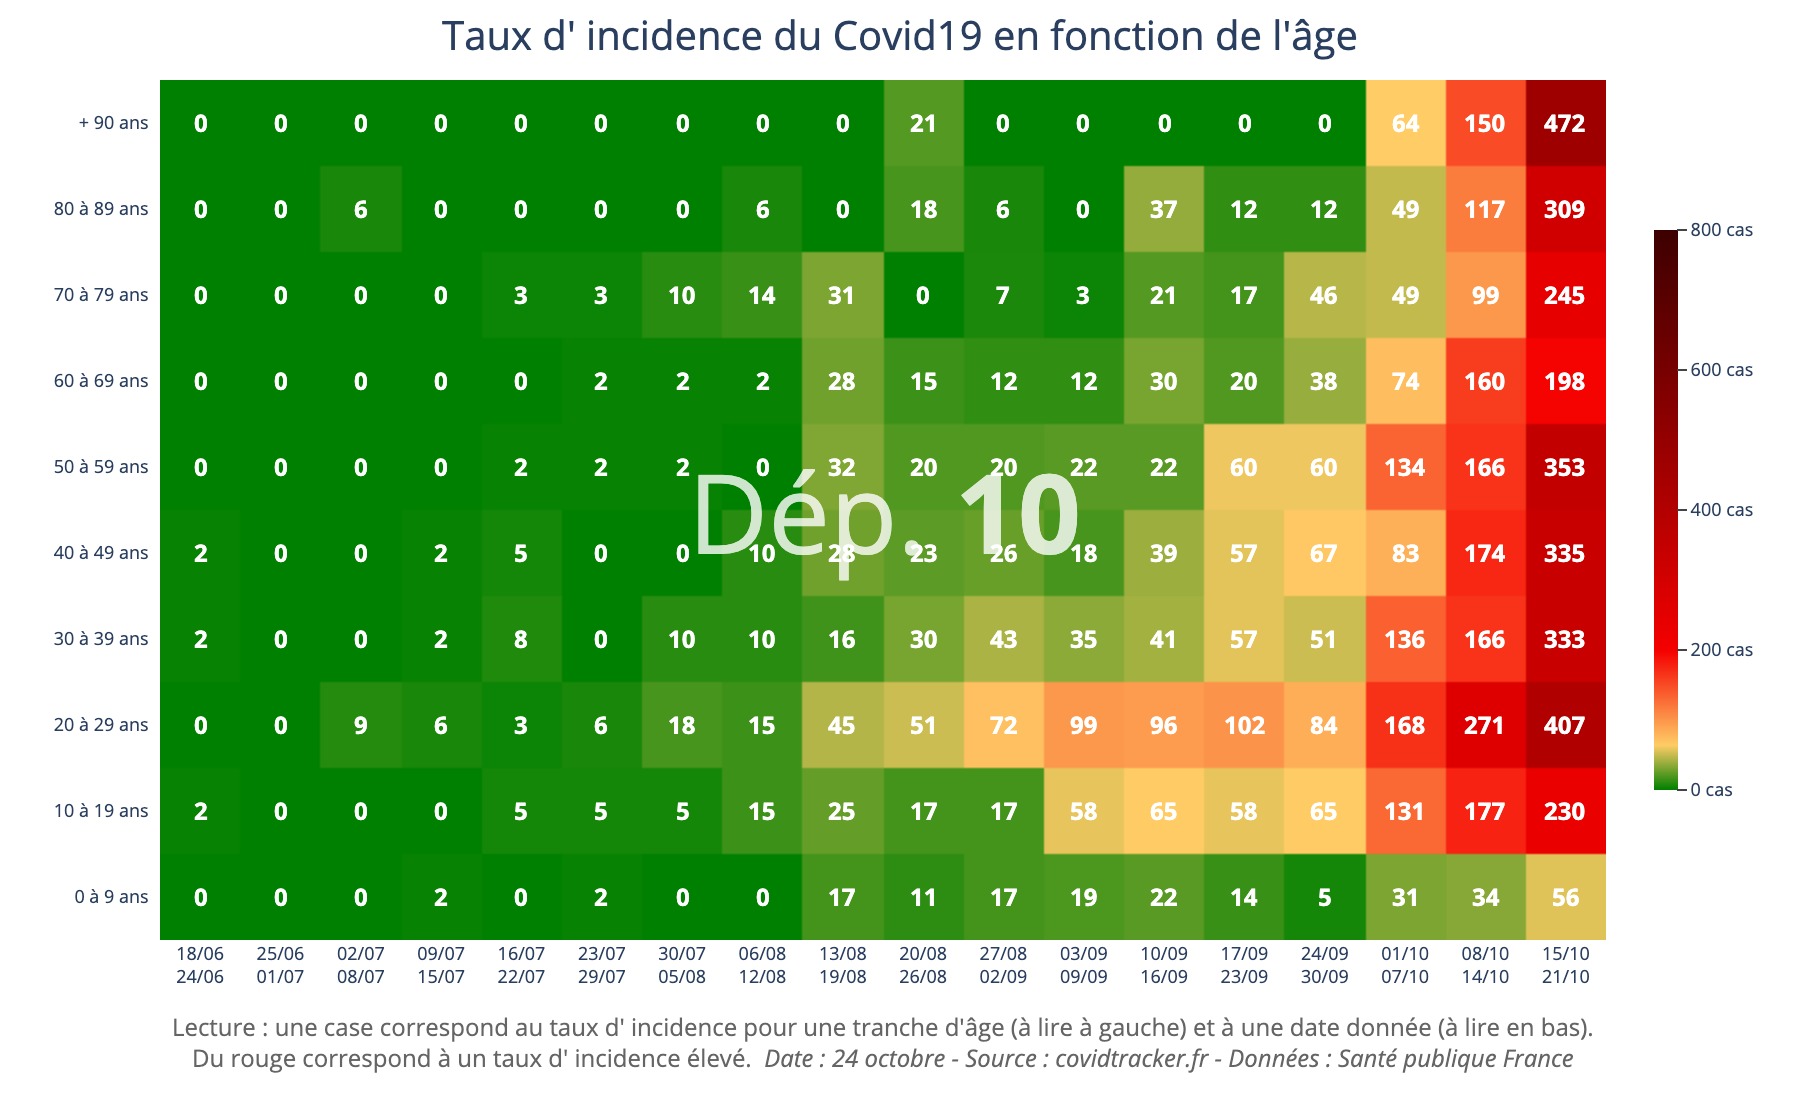 Taux d' incidence du Covid19 en fonction de l'âge
+ 90 ans 0 0 0 0 0 0 0 0 0 21 0 0 0 0 0 64 150 472
80 à 89 ans 0 0 6 0 0 0 0 6 0 18 6 0 37 12 12 49 117 309
70 à 79 ans 0 0 0 0 3 3 10 14 31 0 7 3 21 17 46 49 99 245
60 à 69 ans 0 0 0 0 0 2 2 2 28 15 12 12 30 20 38 74 160 198
50 à 59 ans 0 0 0 0 2 2 2 0 32 20 20 22 22 60 60 134 166 353
Dép. 10
40 à 49 ans 2 0 0 2 5 0 0 10 28 23 26 18 39 57 67 83 174 335
30 à 39 ans 2 0 0 2 8 0 10 10 16 30 43 35 41 57 51 136 166 333
20 à 29 ans 0 0 9 6 3 6 18 15 45 51 72 99 96 102 84 168 271 407
10 à 19 ans 2 0 0 0 5 5 5 15 25 17 17 58 65 58 65 131 177 230
0 à 9 ans 0 0 0 2 0 2 0 0 17 11 17 19 22 14 5 31 34 56
18/06 25/06 02/07 09/07 16/07 23/07 30/07 06/08 13/08 20/08 27/08 03/09 10/09 17/09 24/09 01/10 08/10 15/10
24/06 01/07 08/07 15/07 22/07 29/07 05/08 12/08 19/08 26/08 02/09 09/09 16/09 23/09 30/09 07/10 14/10 21/10
800 cas
600 cas
400 cas
200 cas
0 cas
Lecture : une case correspond au taux d' incidence pour une tranche d'âge (à lire à gauche) et à une date donnée (à lire en bas).
Du rouge correspond à un taux d' incidence élevé. Date : 24 octobre - Source : covidtracker.fr - Données : Santé publique France